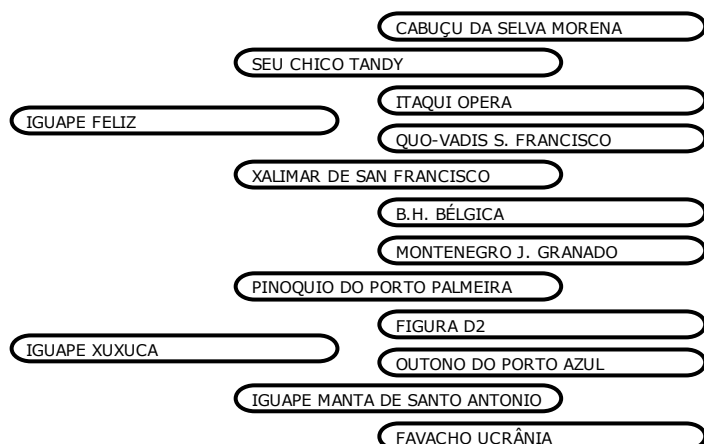 CABUÇU DA SELVA MORENA
SEU CHICO TANDY
ITAQUI OPERA
IGUAPE FELIZ
QUO-VADIS S. FRANCISCO
XALIMAR DE SAN FRANCISCO
B.H. BÉLGICA
MONTENEGRO J. GRANADO
PINOQUIO DO PORTO PALMEIRA
FIGURA D2
IGUAPE XUXUCA
OUTONO DO PORTO AZUL
IGUAPE MANTA DE SANTO ANTONIO
FAVACHO UCRÂNIA